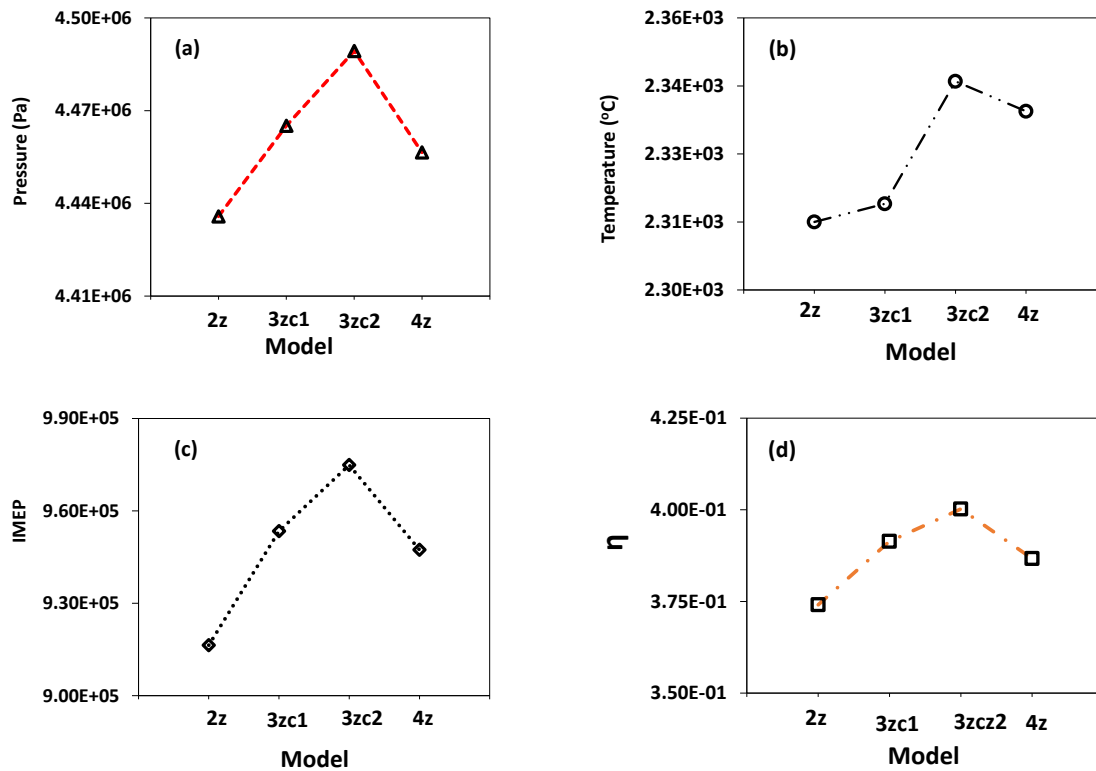 (a)
Pressure (Pa)
4.50E+06
4.47E+06
4.44E+06
4.41E+06
2z
3zc1
3zc2
4z
Model
(b)
Temperature (°C)
2.36E+03
2.34E+03
2.33E+03
2.31E+03
2.30E+03
2z
3zc1
3zc2
4z
Model
(c)
IMEP
9.90E+05
9.60E+05
9.30E+05
9.00E+05
2z
3zc1
3zc2
4z
Model
(d)
η
4.25E-01
4.00E-01
3.75E-01
3.50E-01
2z
3zc1
3zcz2
4z
Model